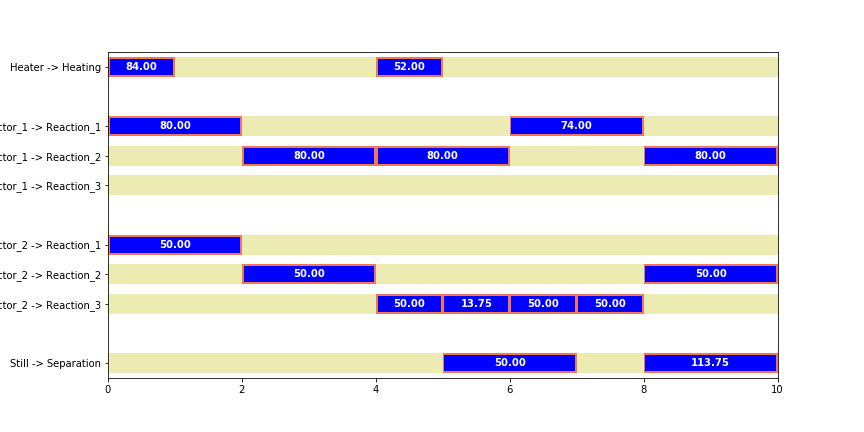 Heater -> Heating 84.00 52.00
ctor_1 -> Reaction_1 80.00 74.00
ctor_1 -> Reaction_2 80.00 80.00 80.00
ctor_1 -> Reaction_3
ctor_2 -> Reaction_1 50.00
ctor_2 -> Reaction_2 50.00 50.00
ctor_2 -> Reaction_3 50.00 13.75 50.00 50.00
Still -> Separation 50.00 113.75
0 2 4 6 8 10